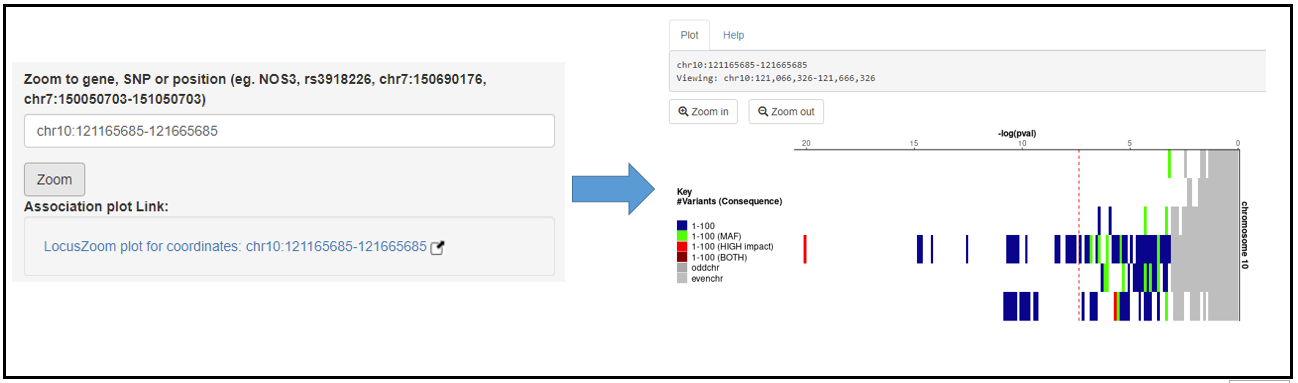 Zoom to gene, SNP or position (eg. NOS3, rs3918226, chr7:150690176,
chr7:150050703-151050703)
chr10:121165685-121665685
Zoom
Association plot Link:
LocusZoom plot for coordinates: chr10:121165685-121665685
Plot
Help
chr10:121165685-121665685
Viewing: chr10:121,066,326-121,666,326
Zoom in
Zoom out
-log(pval)
20
15
10
5
0
Key
#Variants (Consequence)
1-100
1-100 (MAF)
1-100 (HIGH impact)
1-100 (BOTH)
oddchr
evenchr
chromosome 10